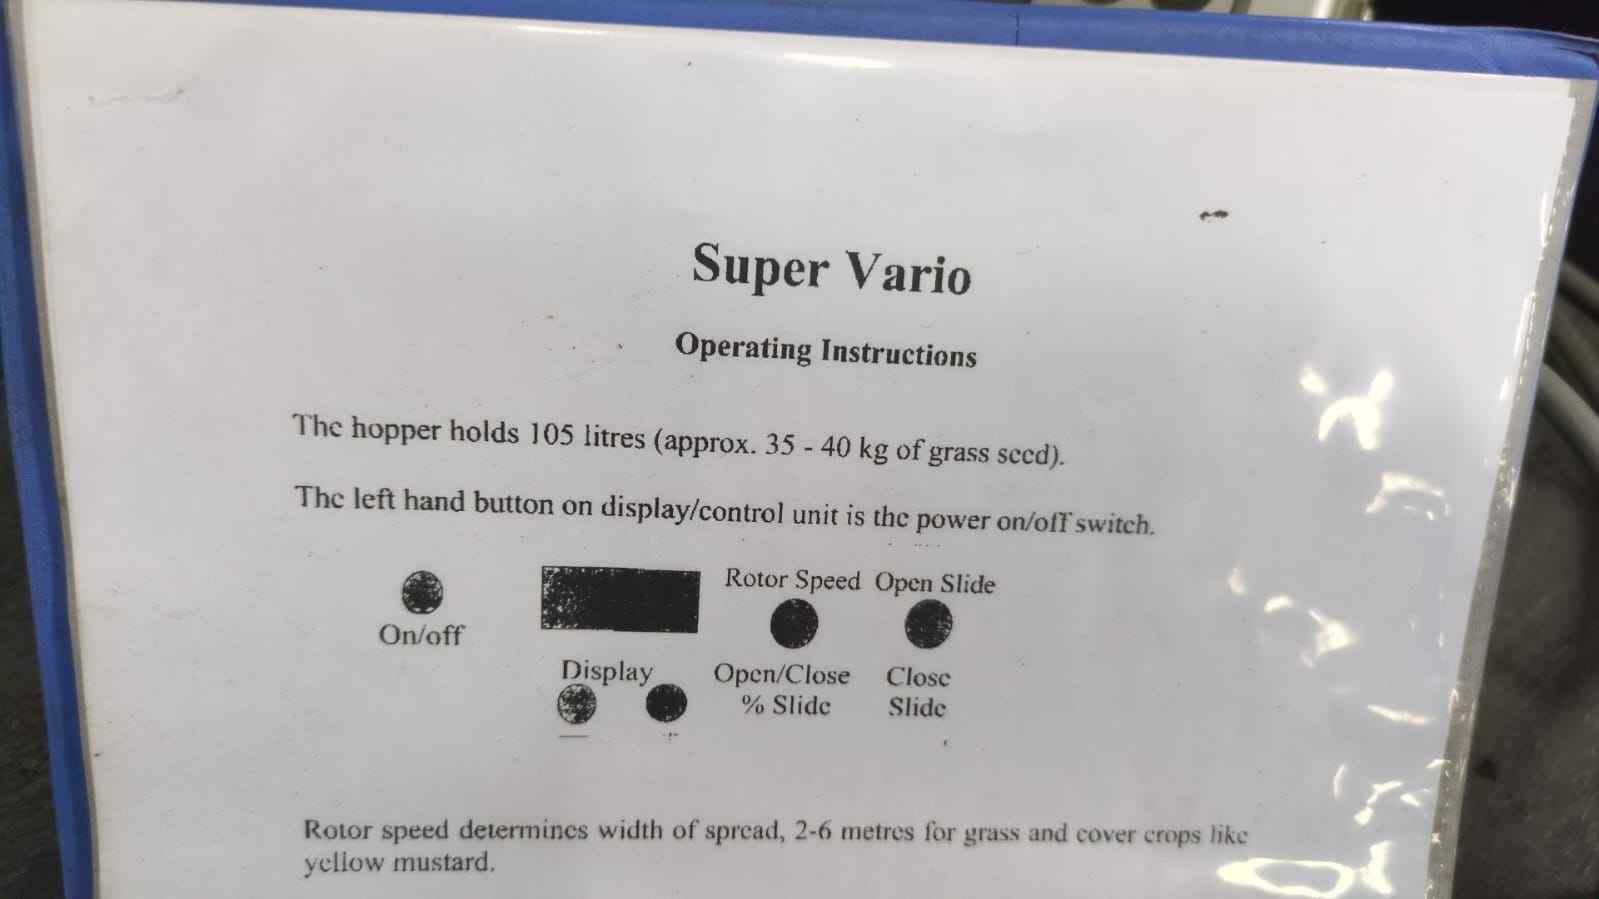 Super Vario
Operating Instructions
The hopper holds 105 litres (approx. 35 - 40 kg of grass seed).
The left hand button on display/control unit is the power on/off switch.
Rotor Speed Open Slide
On/off
Display Open/Close Close
% Slide Slide
Rotor speed determines width of spread, 2-6 metres for grass and cover crops like
yellow mustard.